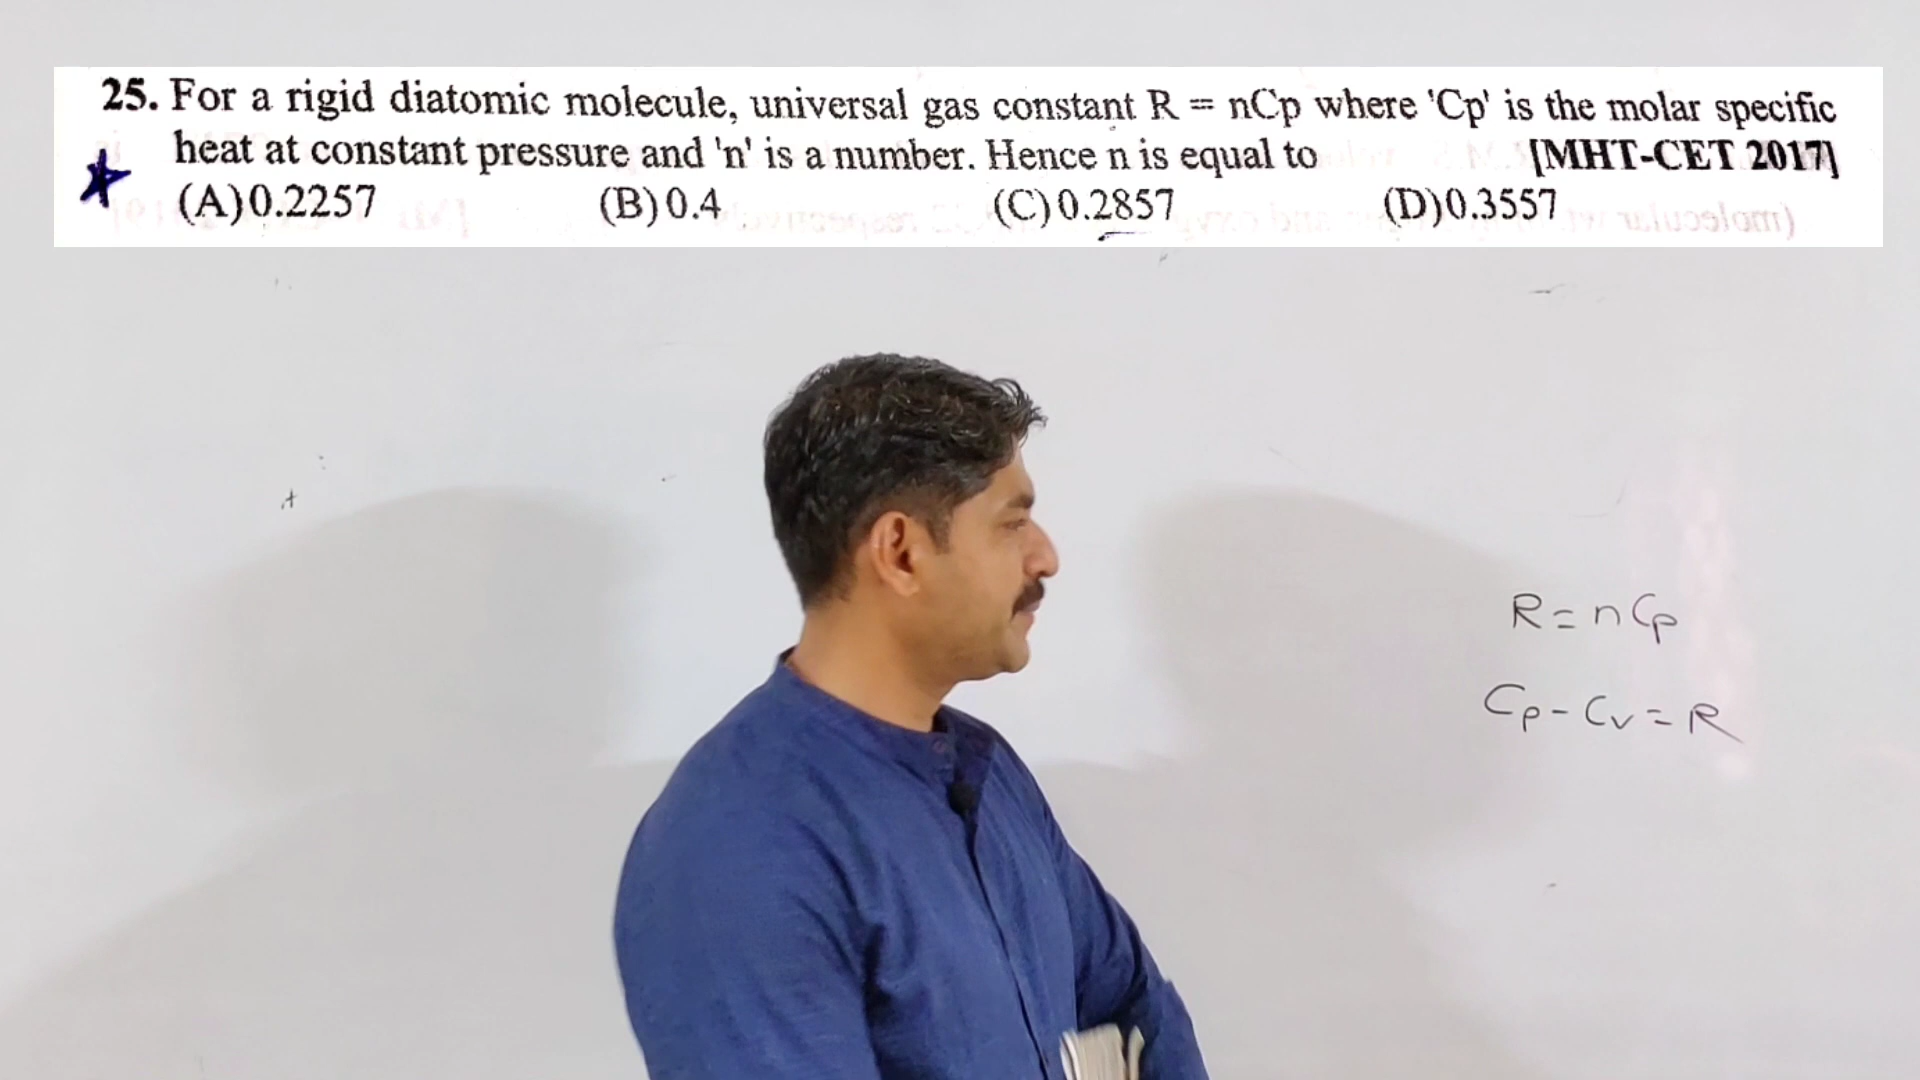 25. For a rigid diatomic molecule, universal gas constant R = nCp where 'Cp' is the molar specific
heat at constant pressure and 'n' is a number. Hence n is equal to [MHT-CET 2017]
(A) 0.2257 (B) 0.4 (C) 0.2857 (D) 0.3557
R = n Cp
Cp - Cv = R